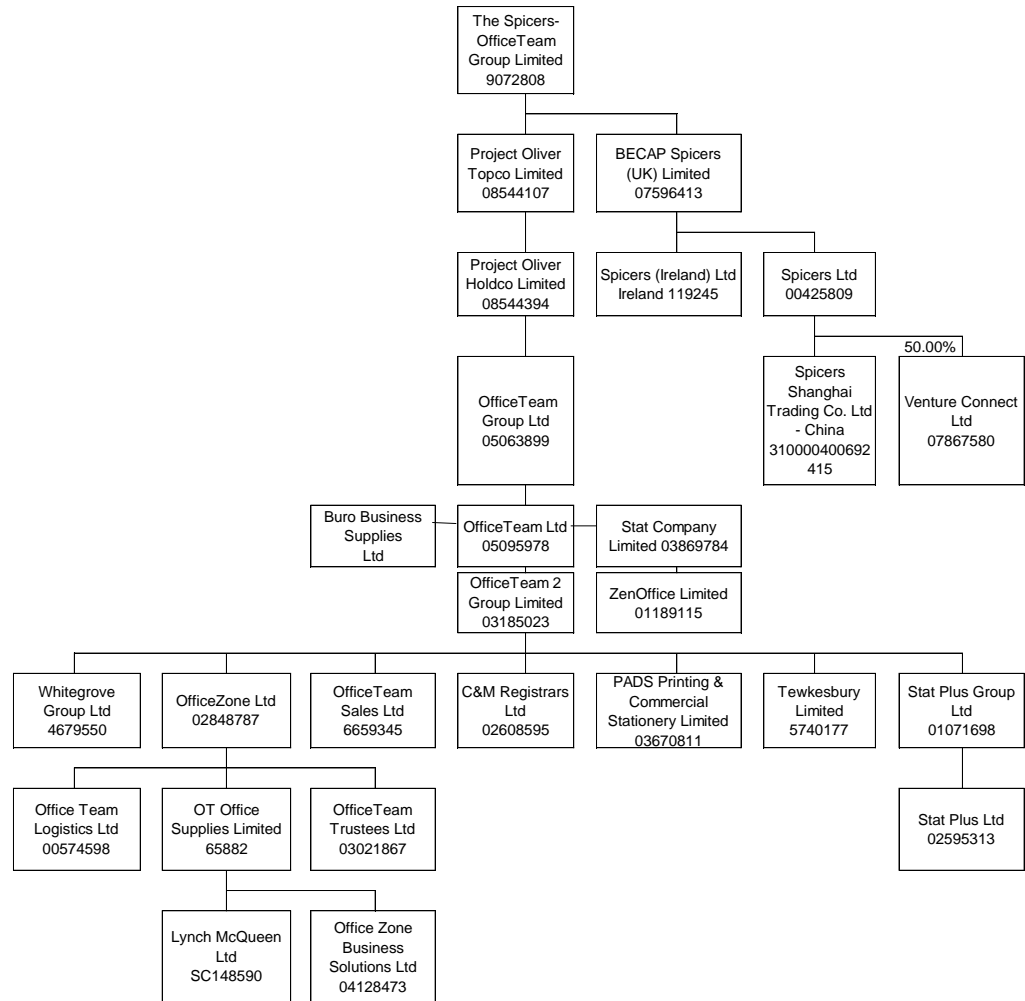 The Spicers-
OfficeTeam
Group Limited
9072808
Project Oliver
Topco Limited
08544107
BECAP Spicers
(UK) Limited
07596413
Project Oliver
Holdco Limited
08544394
Spicers (Ireland) Ltd
Ireland 119245
Spicers Ltd
00425809
50.00%
OfficeTeam
Group Ltd
05063899
Spicers
Shanghai
Trading Co. Ltd
- China
310000400692
415
Venture Connect
Ltd
07867580
Buro Business
Supplies
Ltd
OfficeTeam Ltd
05095978
Stat Company
Limited 03869784
OfficeTeam 2
Group Limited
03185023
ZenOffice Limited
01189115
Whitegrove
Group Ltd
4679550
OfficeZone Ltd
02848787
OfficeTeam
Sales Ltd
6659345
C&M Registrars
Ltd
02608595
PADS Printing &
Commercial
Stationery Limited
03670811
Tewkesbury
Limited
5740177
Stat Plus Group
Ltd
01071698
Office Team
Logistics Ltd
00574598
OT Office
Supplies Limited
65882
OfficeTeam
Trustees Ltd
03021867
Stat Plus Ltd
02595313
Lynch McQueen
Ltd
SC148590
Office Zone
Business
Solutions Ltd
04128473